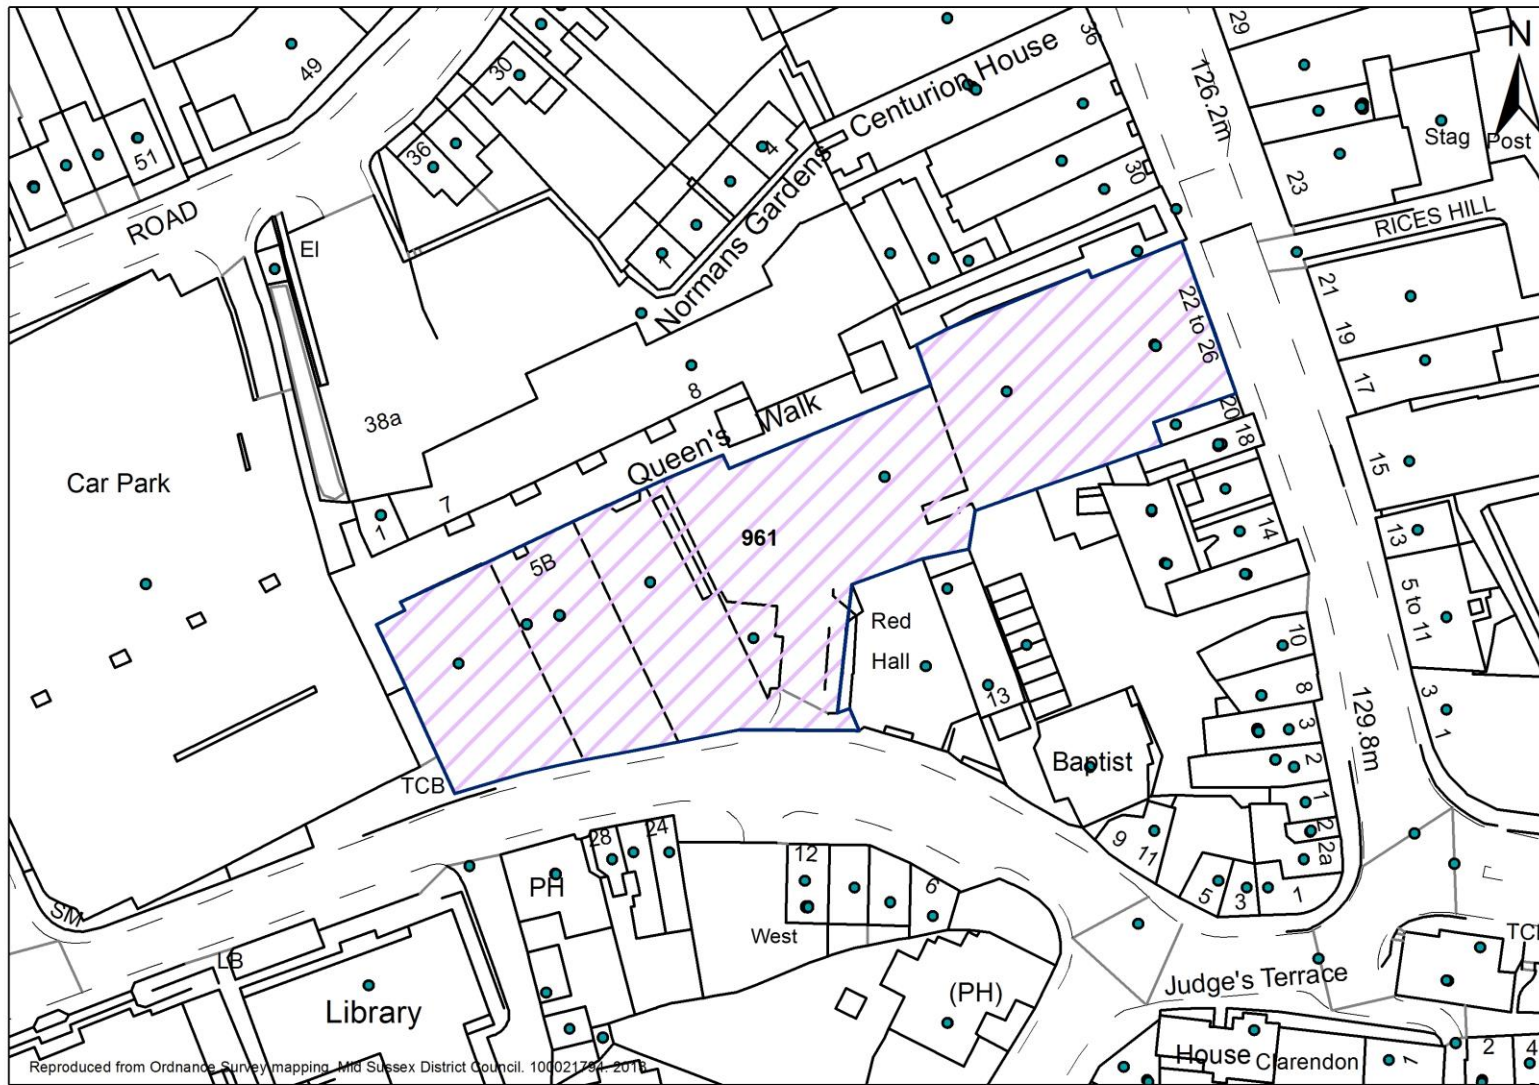 49
30
Centurion House
36
126.2m
29
N
51
36
4
Stag
Post
ROAD
EI
Normans Gardens
30
23
RICES HILL
1
21
22 to 26
19
38a
8
Queen's Walk
17
20
18
Car Park
7
1
15
961
5B
14
13
5 to 11
Red
Hall
10
13
8
3
3
1
129.8m
Baptist
2
TCB
1
2
2a
28
24
9
11
12
PH
6
5
3
1
SM
West
LB
Judge's Terrace
(PH)
Library
House
Clarendon
2
4
Reproduced from Ordnance Survey mapping. Mid Sussex District Council. 100021794. 2018